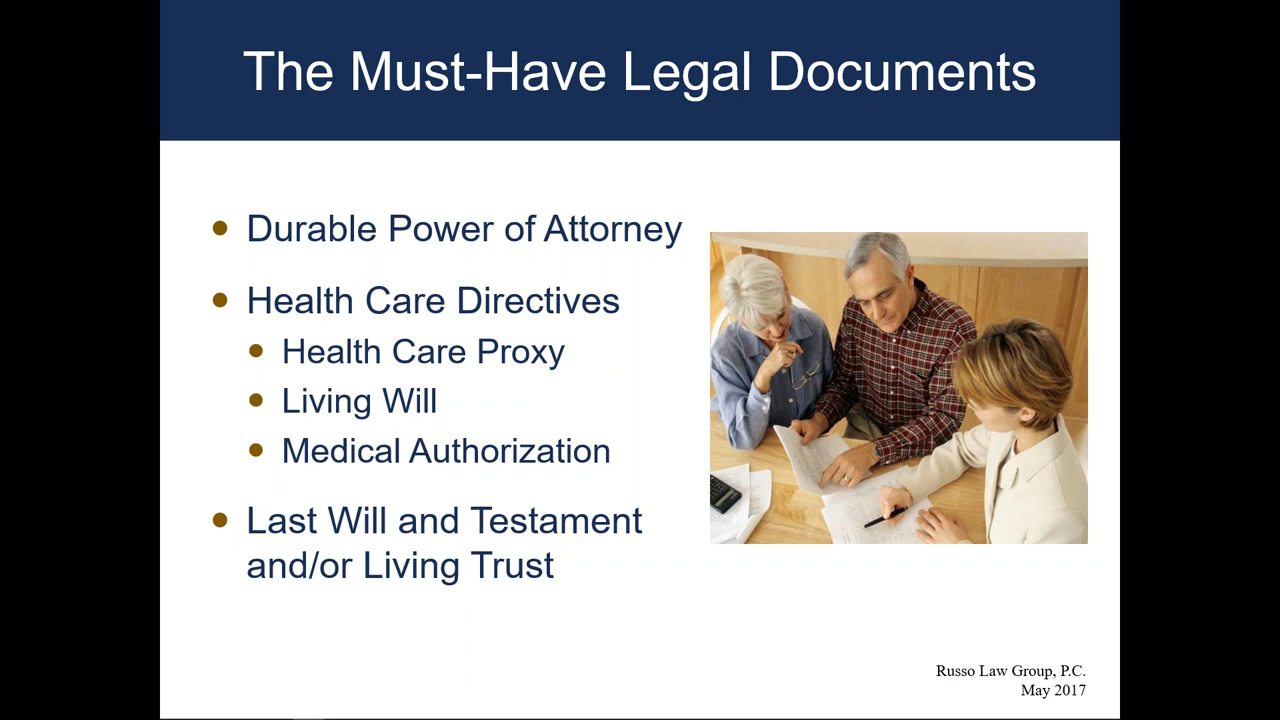 The Must-Have Legal Documents
Durable Power of Attorney
Health Care Directives
Health Care Proxy
Living Will
Medical Authorization
Last Will and Testament
and/or Living Trust
Russo Law Group, P.C.
May 2017